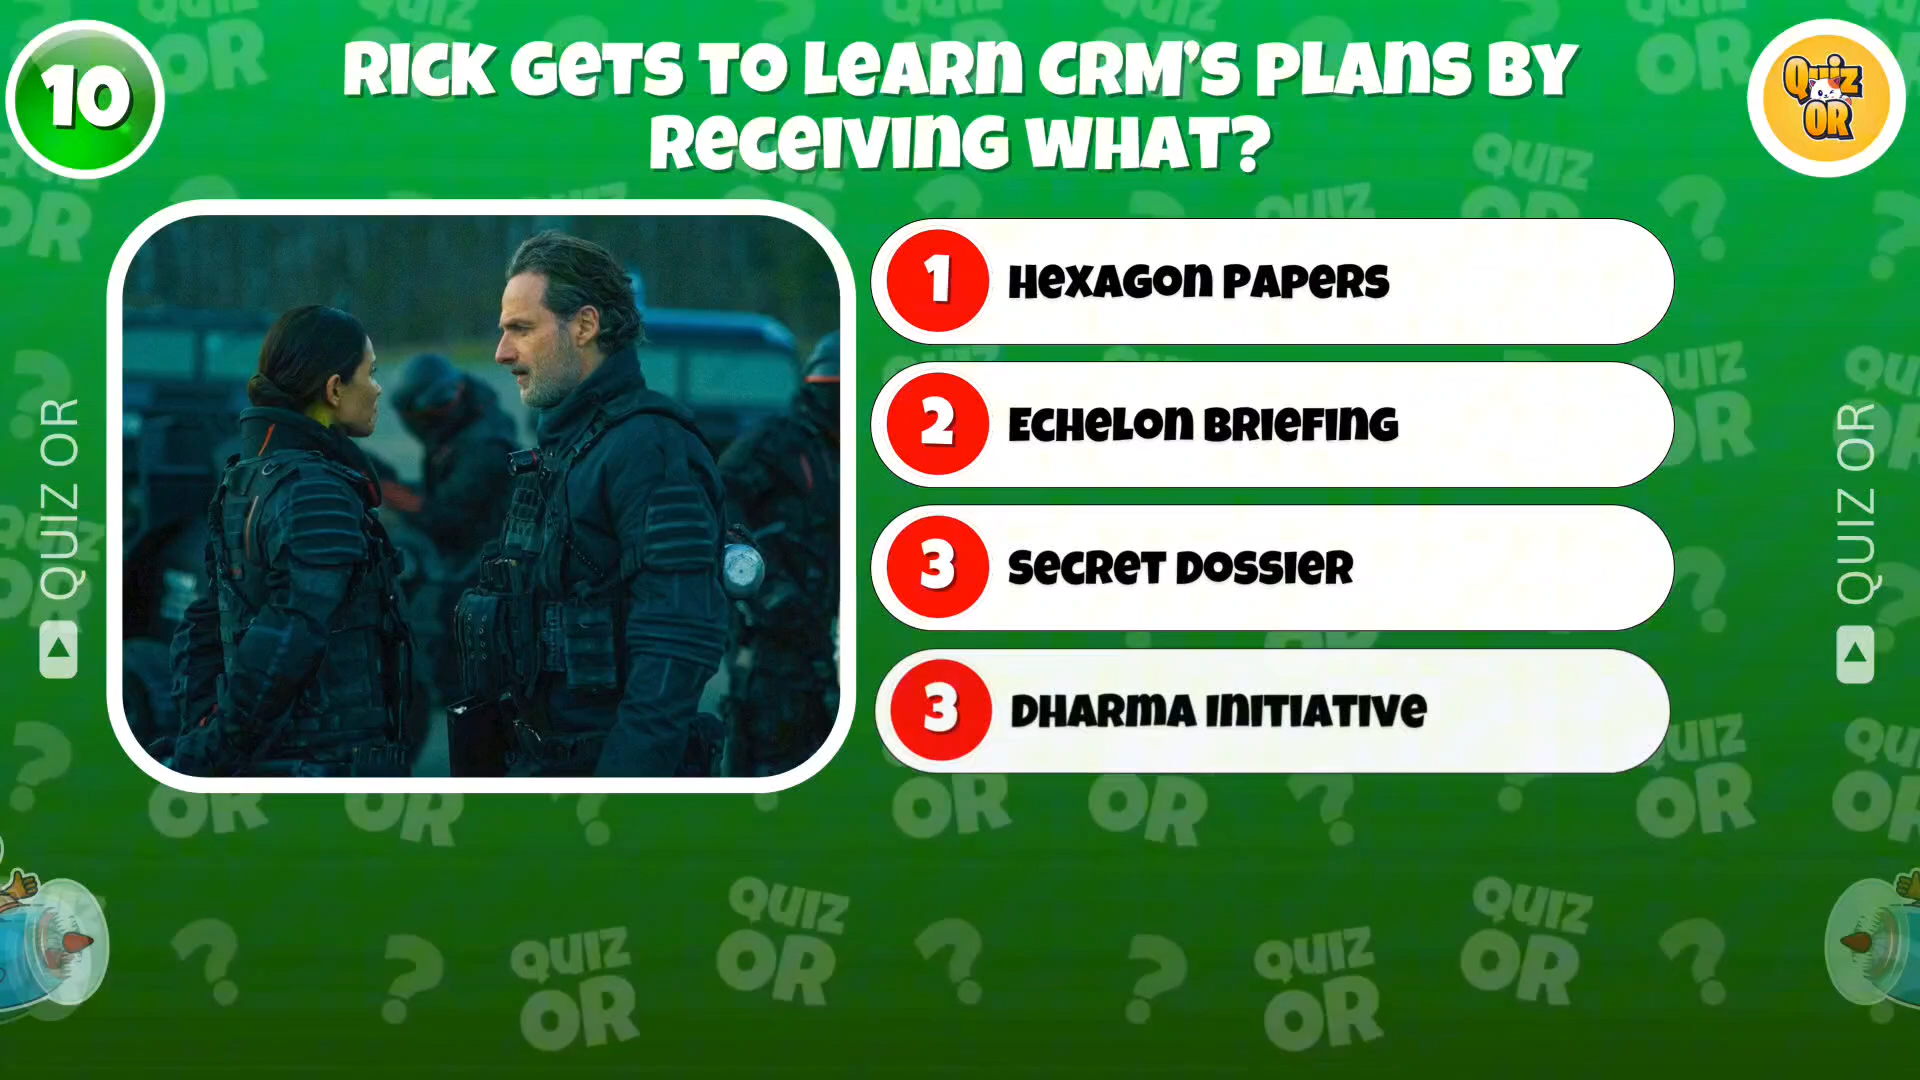 10
RICK GETS TO LEARN CRM'S PLANS BY
RECEIVING WHAT?
Quiz
OR
1 HEXAGON PAPERS
2 ECHELON BRIEFING
3 SECRET DOSSIER
3 DHARMA INITIATIVE
QUIZ OR
QUIZ OR